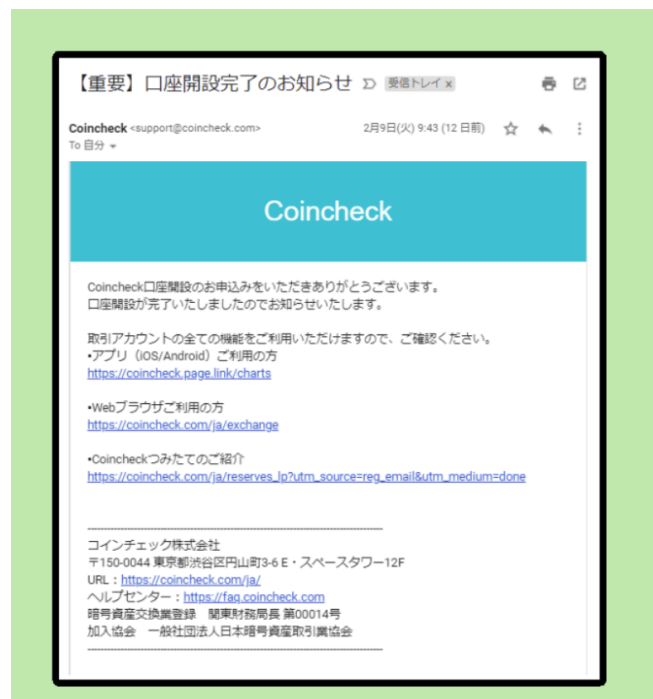 【重要】口座開設完了のお知らせ 受信トレイ x
Coincheck <support@coincheck.com> 2月9日(火) 9:43 (12 日前)
To 自分
Coincheck
Coincheck口座開設のお申込みをいただきありがとうございます。
口座開設が完了いたしましたのでお知らせいたします。
取引アカウントの全ての機能をご利用いただけますので、ご確認ください。
•アプリ（iOS/Android）ご利用の方
https://coincheck.page.link/charts
•Webブラウザご利用の方
https://coincheck.com/ja/exchange
•Coincheckつみたてのご紹介
https://coincheck.com/ja/reserves_lp?utm_source=reg_email&utm_medium=done
コインチェック株式会社
〒150-0044 東京都渋谷区円山町3-6 E・スペースタワー12F
URL：https://coincheck.com/ja/
ヘルプセンター：https://faq.coincheck.com
暗号資産交換業登録　関東財務局長 第00014号
加入協会　一般社団法人日本暗号資産取引業協会